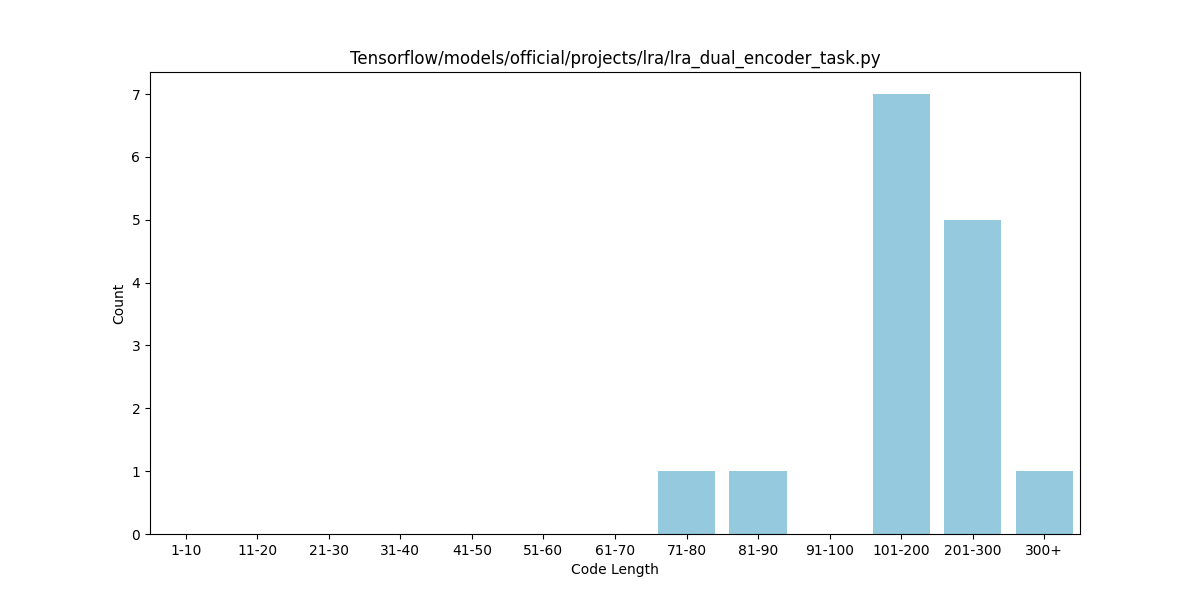 Tensorflow/models/official/projects/lra/lra_dual_encoder_task.py
7
6
5
4
3
2
1
0
Count
1-10 11-20 21-30 31-40 41-50 51-60 61-70 71-80 81-90 91-100 101-200 201-300 300+
Code Length